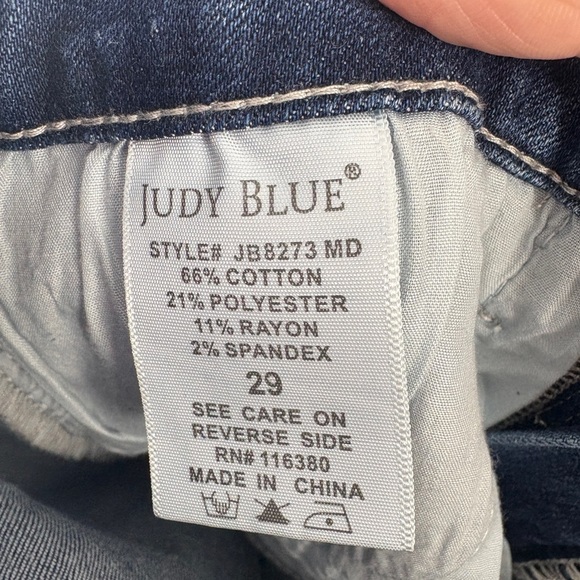 JUDY BLUE®
STYLE# JB8273 MD
66% COTTON
21% POLYESTER
11% RAYON
2% SPANDEX
29
SEE CARE ON
REVERSE SIDE
RN# 116380
MADE IN CHINA